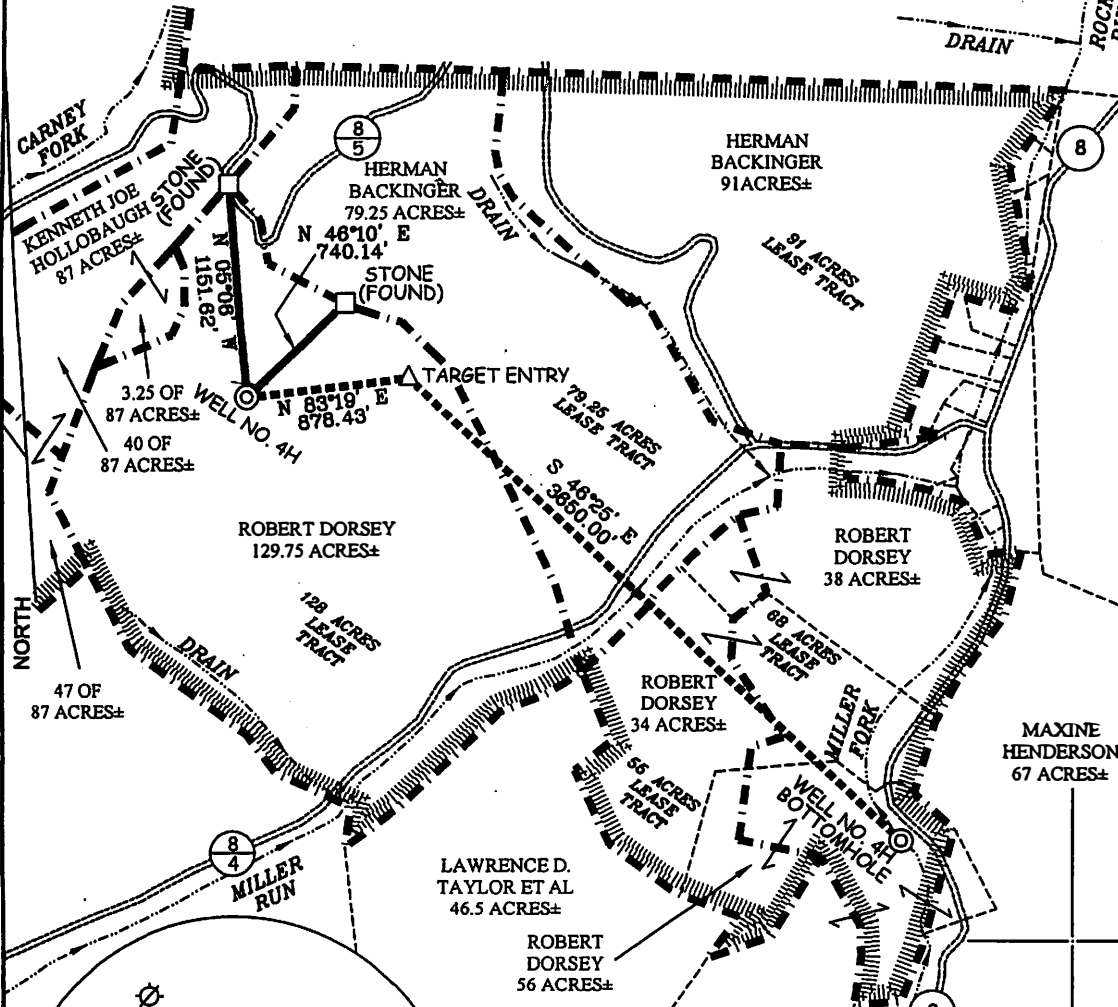 DRAIN
CARNEY
FORK
8
5
HERMAN
BACKINGER
79.25 ACRES±
HERMAN
BACKINGER
91ACRES±
8
KENNETH JOE
HOLLOBAUGH
87 ACRES±
STONE
(FOUND)
DRAIN
N 46°10' E
740.14'
91 ACRES
LEASE TRACT
N 05°06' W
1151.62'
STONE
(FOUND)
TARGET ENTRY
3.25 OF
87 ACRES±
WELL NO. 4H
N 83°19' E
878.43'
79.25 ACRES
LEASE TRACT
40 OF
87 ACRES±
S 46°25' E
3650.00'
ROBERT DORSEY
129.75 ACRES±
ROBERT
DORSEY
38 ACRES±
NORTH
128 ACRES
LEASE
TRACT
68 ACRES
LEASE
TRACT
DRAIN
47 OF
87 ACRES±
ROBERT
DORSEY
34 ACRES±
MILLER
FORK
MAXINE
HENDERSON
67 ACRES±
LEASE
TRACT
WELL NO. 4H
BOTTOMHOLE
8
4
MILLER
RUN
LAWRENCE D.
TAYLOR ET AL
46.5 ACRES±
ROBERT
DORSEY
56 ACRES±